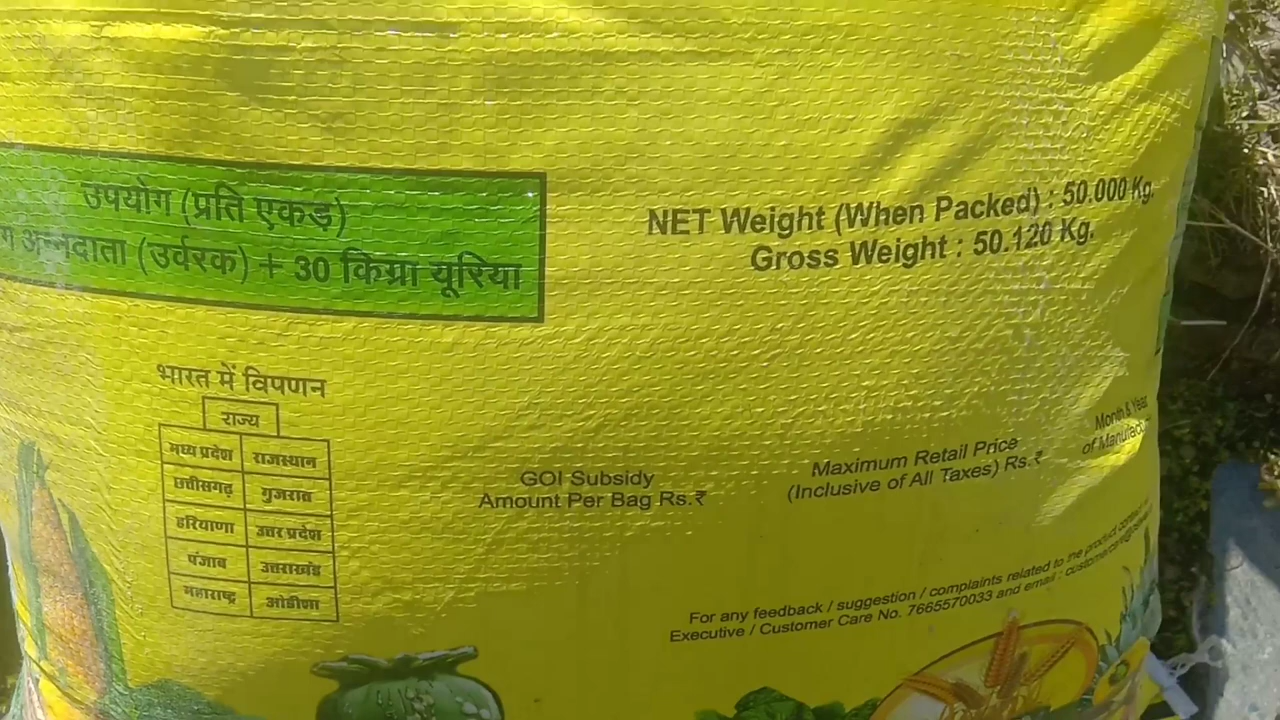 उपयोग (प्रति एकड़)
अन्नदाता (उर्वरक) + 30 किग्रा यूरिया
NET Weight (When Packed) : 50.000 Kg.
Gross Weight : 50.120 Kg.
भारत में विपणन
राज्य
मध्य प्रदेश राजस्थान
छत्तीसगढ़ गुजरात
हरियाणा उत्तर प्रदेश
पंजाब उत्तराखंड
महाराष्ट्र ओडीशा
GOI Subsidy
Amount Per Bag Rs.₹
Maximum Retail Price
(Inclusive of All Taxes) Rs.₹
Month & Year
of
For any feedback / suggestion / complaints related to the product
Executive / Customer Care No. 7665570033 and email :